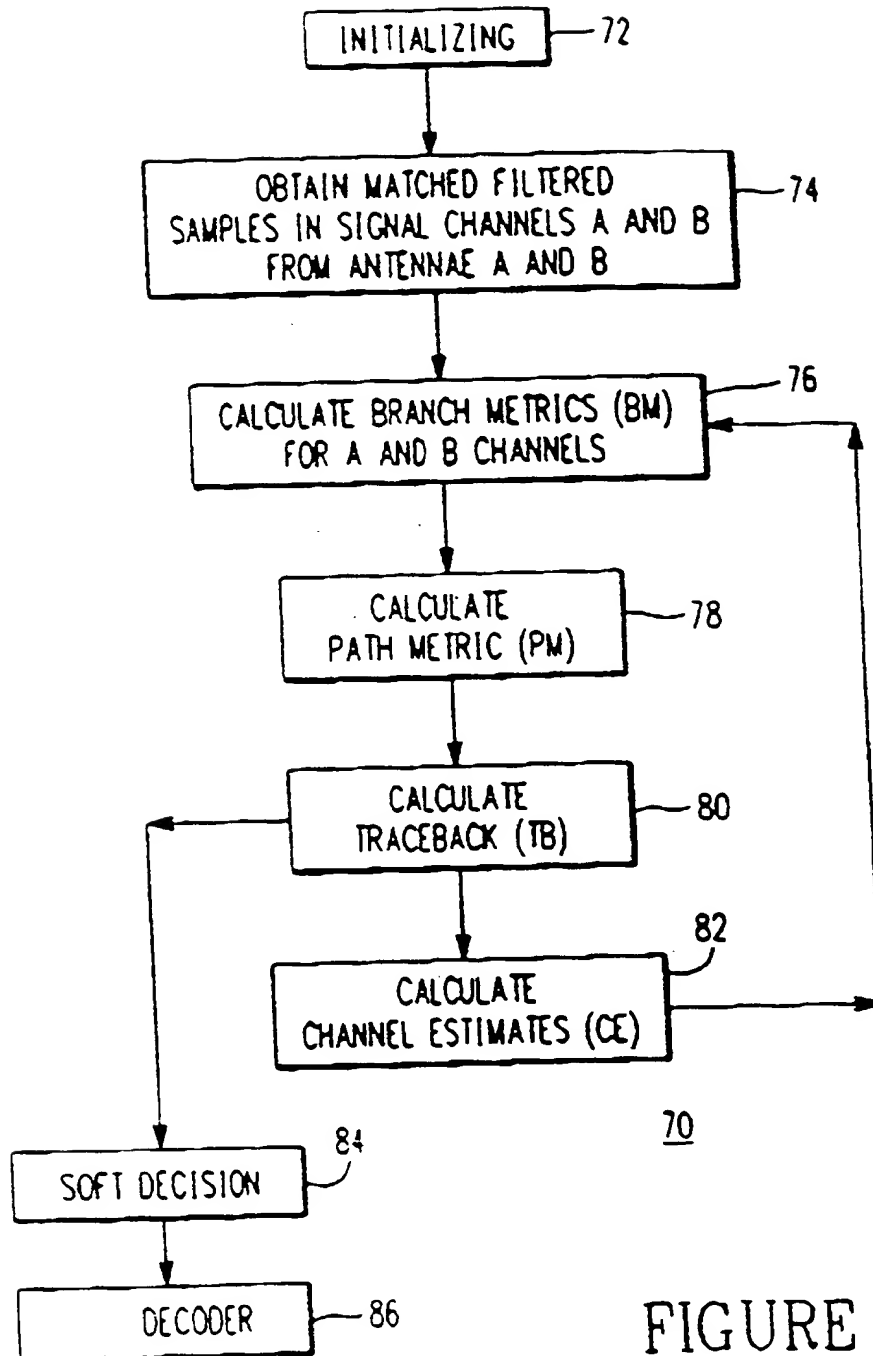 INITIALIZING
72
OBTAIN MATCHED FILTERED
SAMPLES IN SIGNAL CHANNELS A AND B
FROM ANTENNAE A AND B
74
CALCULATE BRANCH METRICS (BM)
FOR A AND B CHANNELS
76
CALCULATE
PATH METRIC (PM)
78
CALCULATE
TRACEBACK (TB)
80
CALCULATE
CHANNEL ESTIMATES (CE)
82
70
SOFT DECISION
84
DECODER
86
FIGURE